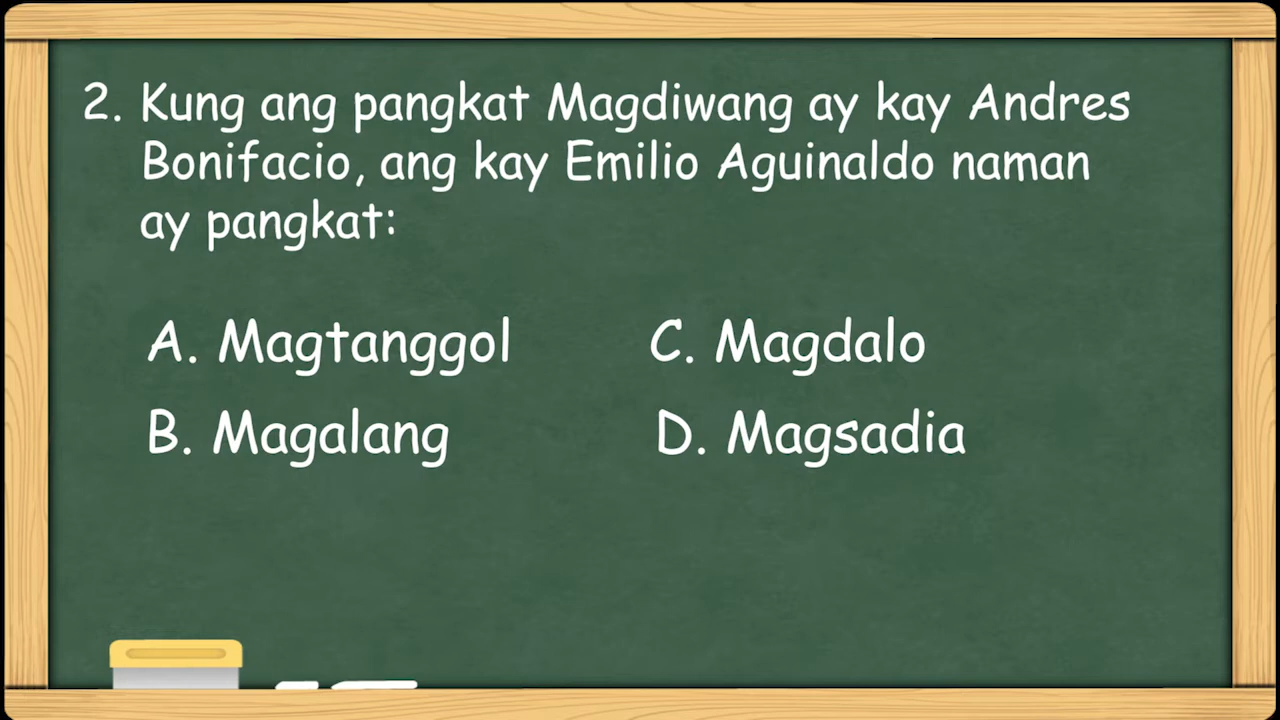 2. Kung ang pangkat Magdiwang ay kay Andres
Bonifacio, ang kay Emilio Aguinaldo naman
ay pangkat:
A. Magtanggol
B. Magalang
C. Magdalo
D. Magsadia